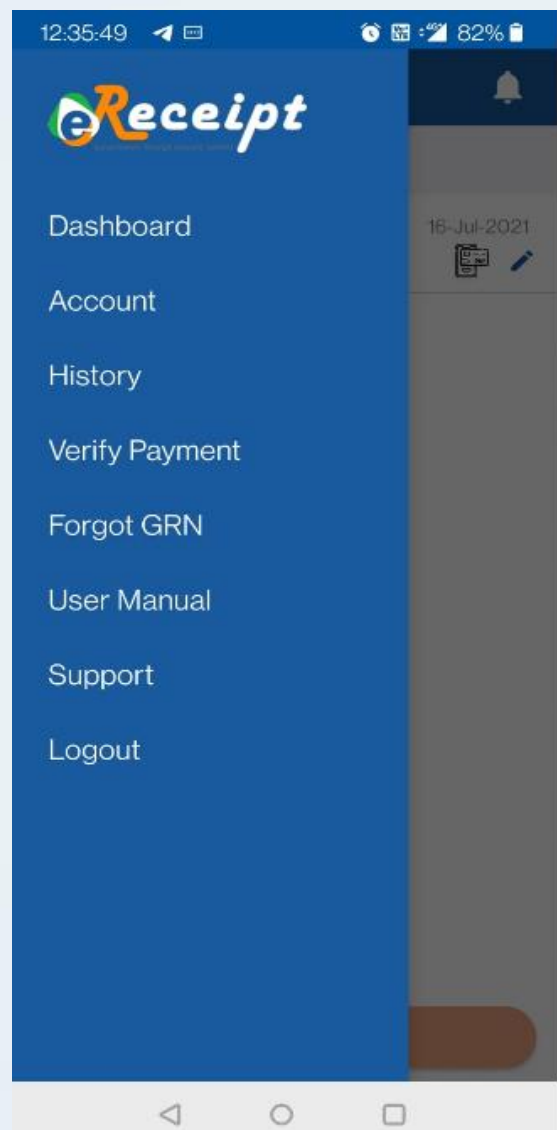 12:35:49
82%
eReceipt
Dashboard
16-Jul-2021
Account
History
Verify Payment
Forgot GRN
User Manual
Support
Logout